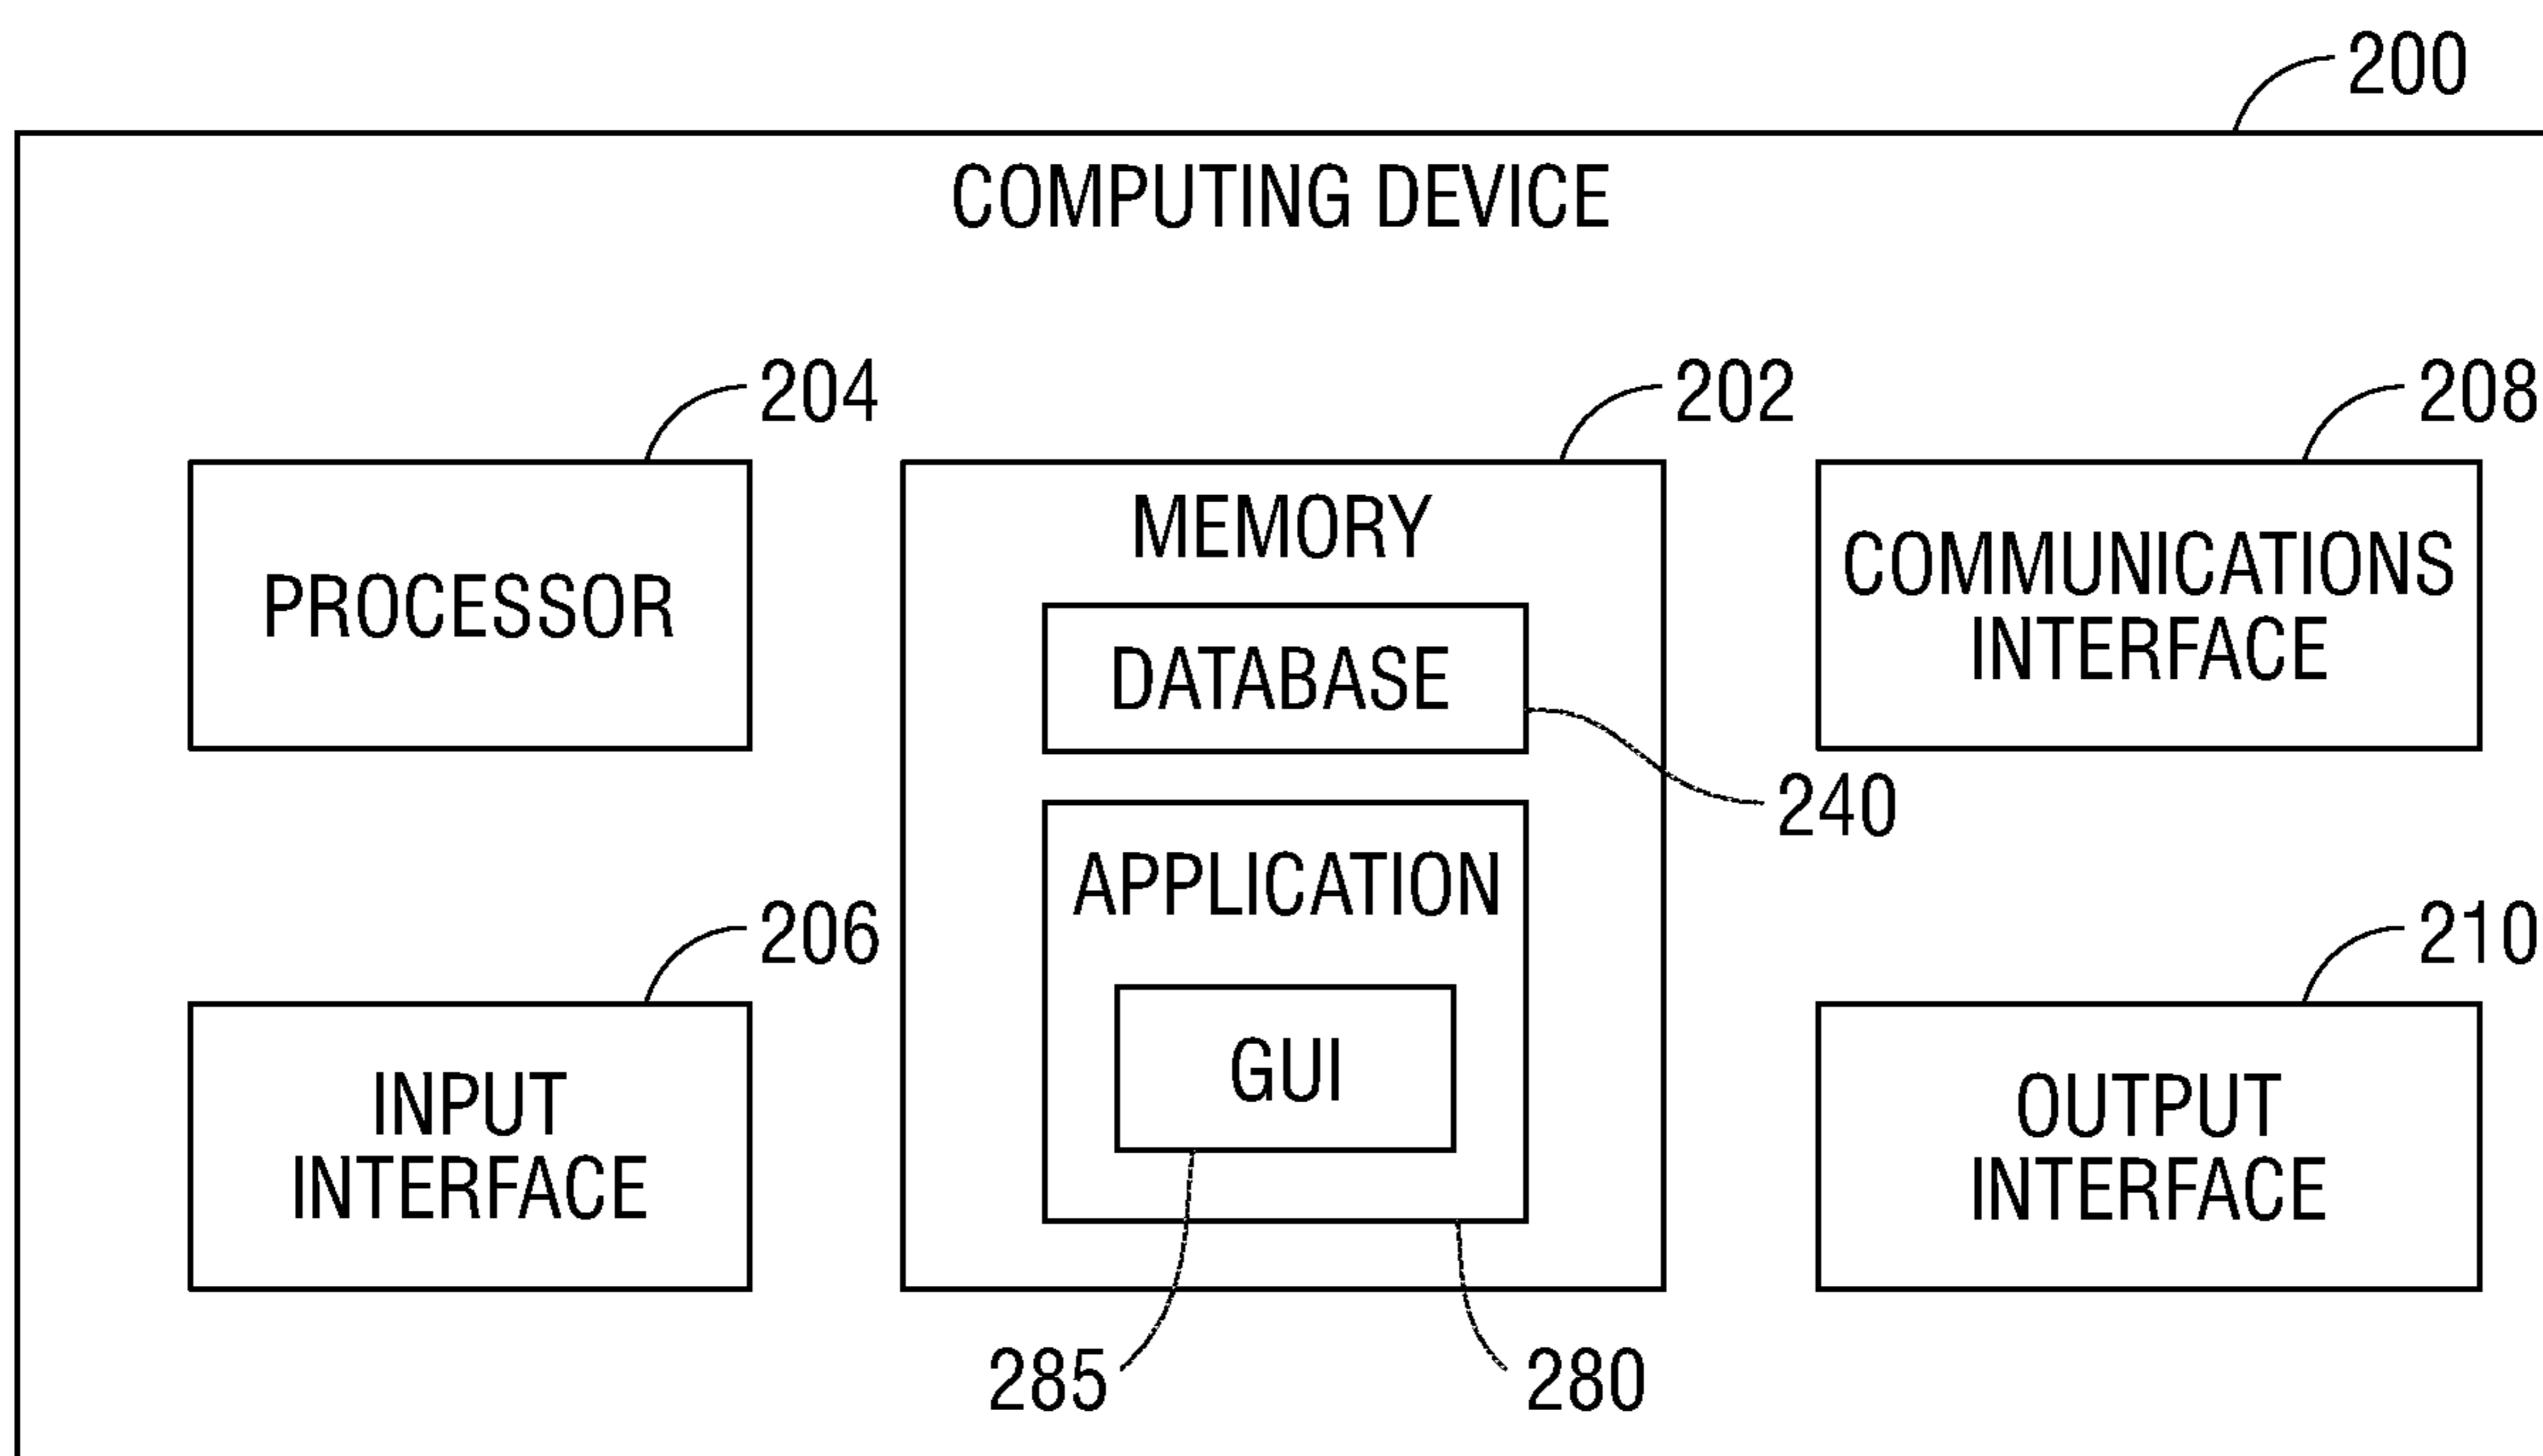 200
COMPUTING DEVICE
204
202
208
PROCESSOR
MEMORY
COMMUNICATIONS
INTERFACE
DATABASE
240
APPLICATION
206
210
INPUT
INTERFACE
GUI
OUTPUT
INTERFACE
285
280